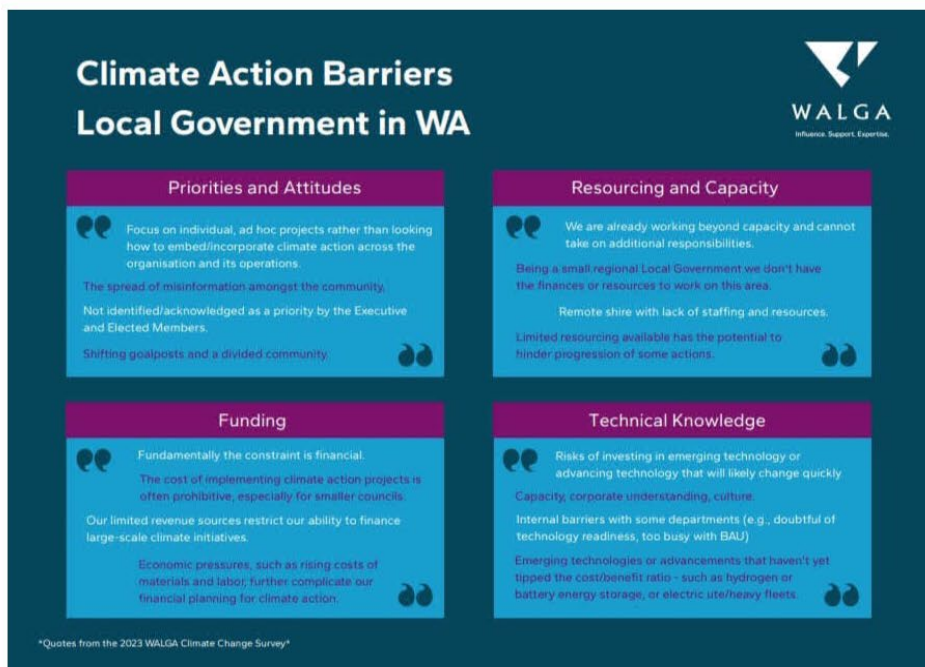 Climate Action Barriers
Local Government in WA
WALGA
Influence. Support. Expertise.
Priorities and Attitudes
Focus on individual, ad hoc projects rather than looking
how to embed/incorporate climate action across the
organisation and its operations.
The spread of misinformation amongst the community.
Not identified/acknowledged as a priority by the Executive
and Elected Members.
Shifting goalposts and a divided community.
Resourcing and Capacity
We are already working beyond capacity and cannot
take on additional responsibilities.
Being a small regional Local Government we don't have
the finances or resources to work on this area.
Remote shire with lack of staffing and resources.
Limited resourcing available has the potential to
hinder progression of some actions.
Funding
Fundamentally the constraint is financial.
The cost of implementing climate action projects is
often prohibitive, especially for smaller councils.
Our limited revenue sources restrict our ability to finance
large-scale climate initiatives.
Economic pressures, such as rising costs of
materials and labor, further complicate our
financial planning for climate action.
Technical Knowledge
Risks of investing in emerging technology or
advancing technology that will likely change quickly
Capacity, corporate understanding, culture.
Internal barriers with some departments (e.g., doubtful of
technology readiness, too busy with BAU)
Emerging technologies or advancements that haven't yet
tipped the cost/benefit ratio - such as hydrogen or
battery energy storage, or electric ute/heavy fleets.
*Quotes from the 2023 WALGA Climate Change Survey*